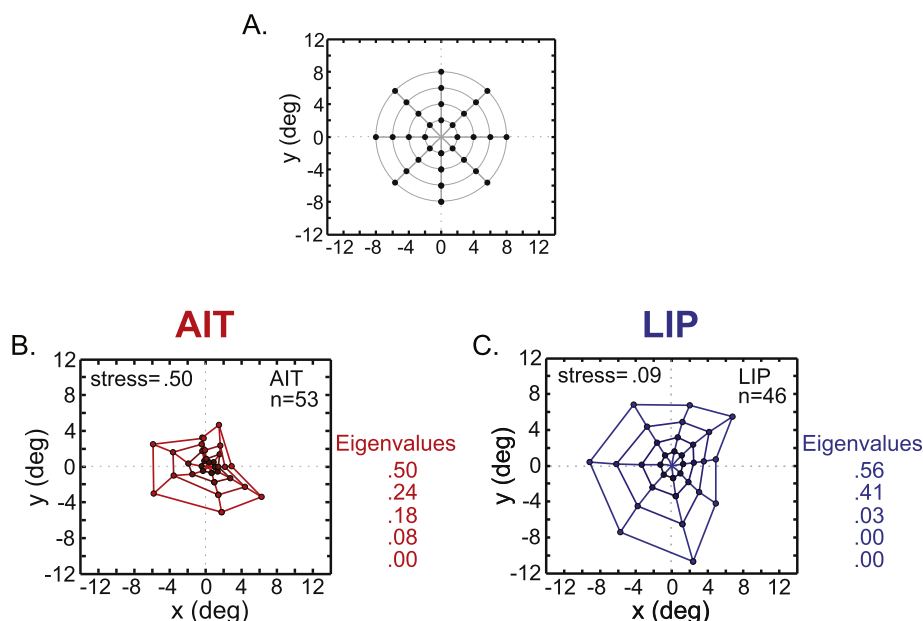 A.
12
8
4
0
-4
-8
-12
y (deg)
-12 -8 -4 0 4 8 12
AIT
B.
12
8
4
0
-4
-8
-12
y (deg)
stress= .50
AIT
n=53
-12 -8 -4 0 4 8 12
x (deg)
Eigenvalues
.50
.24
.18
.08
.00
LIP
C.
12
8
4
0
-4
-8
-12
y (deg)
stress= .09
LIP
n=46
-12 -8 -4 0 4 8 12
x (deg)
Eigenvalues
.56
.41
.03
.00
.00